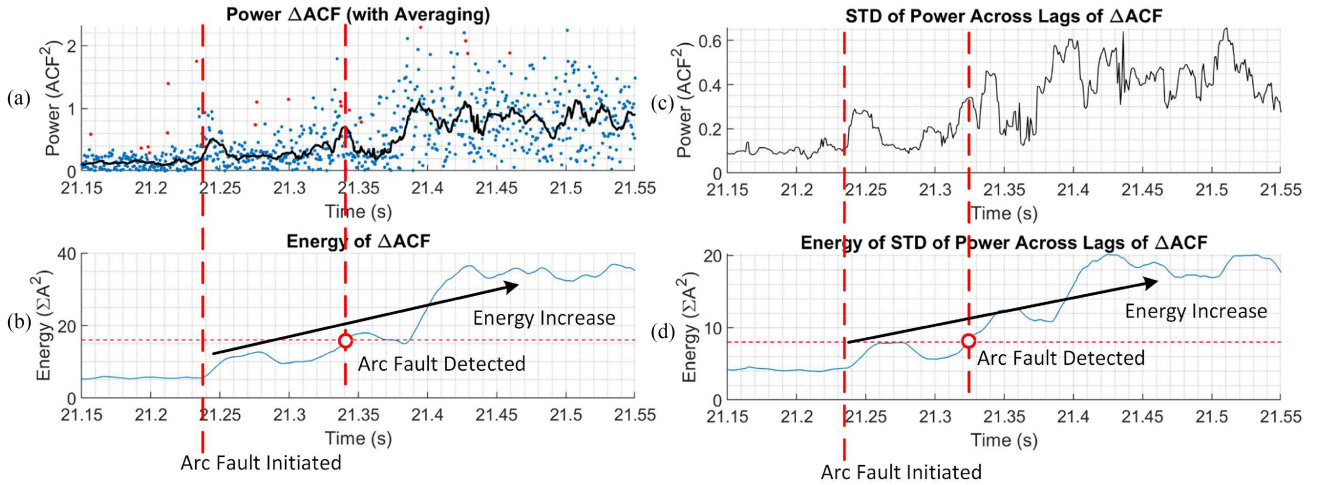 Power ΔACF (with Averaging)
(a)
Power (ACF²)
2
1
0
21.15 21.2 21.25 21.3 21.35 21.4 21.45 21.5 21.55
Time (s)
Energy of ΔACF
(b)
Energy (ΣA²)
40
20
0
Energy Increase
Arc Fault Detected
21.15 21.2 21.25 21.3 21.35 21.4 21.45 21.5 21.55
Time (s)
Arc Fault Initiated
STD of Power Across Lags of ΔACF
(c)
Power (ACF²)
0.6
0.4
0.2
0
21.15 21.2 21.25 21.3 21.35 21.4 21.45 21.5 21.55
Time (s)
Energy of STD of Power Across Lags of ΔACF
(d)
Energy (ΣA²)
20
10
0
Energy Increase
Arc Fault Detected
21.15 21.2 21.25 21.3 21.35 21.4 21.45 21.5 21.55
Time (s)
Arc Fault Initiated